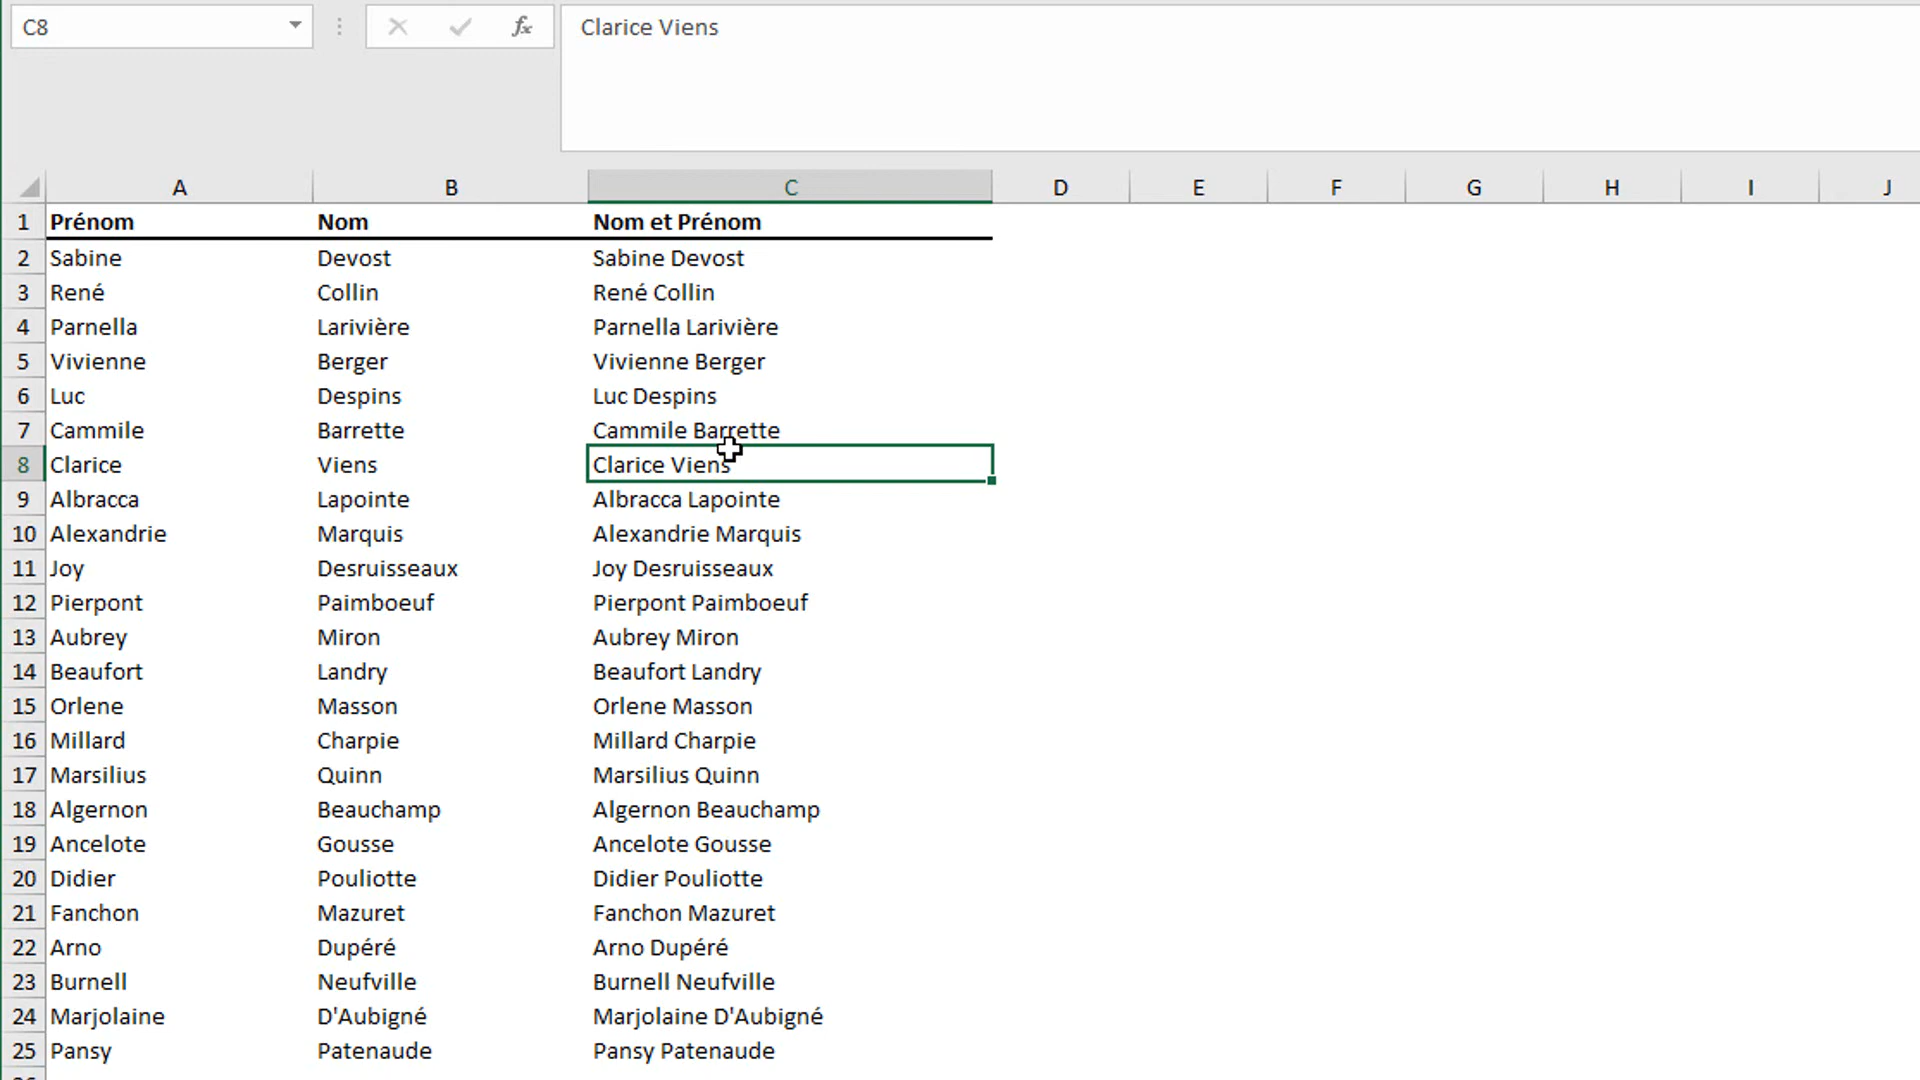 C8 fx Clarice Viens
A B C D E F G H I J
1 Prénom Nom Nom et Prénom
2 Sabine Devost Sabine Devost
3 René Collin René Collin
4 Parnella Larivière Parnella Larivière
5 Vivienne Berger Vivienne Berger
6 Luc Despins Luc Despins
7 Cammile Barrette Cammile Barrette
8 Clarice Viens Clarice Viens
9 Albracca Lapointe Albracca Lapointe
10 Alexandrie Marquis Alexandrie Marquis
11 Joy Desruisseaux Joy Desruisseaux
12 Pierpont Paimboeuf Pierpont Paimboeuf
13 Aubrey Miron Aubrey Miron
14 Beaufort Landry Beaufort Landry
15 Orlene Masson Orlene Masson
16 Millard Charpie Millard Charpie
17 Marsilius Quinn Marsilius Quinn
18 Algernon Beauchamp Algernon Beauchamp
19 Ancelote Gousse Ancelote Gousse
20 Didier Pouliotte Didier Pouliotte
21 Fanchon Mazuret Fanchon Mazuret
22 Arno Dupéré Arno Dupéré
23 Burnell Neufville Burnell Neufville
24 Marjolaine D'Aubigné Marjolaine D'Aubigné
25 Pansy Patenaude Pansy Patenaude